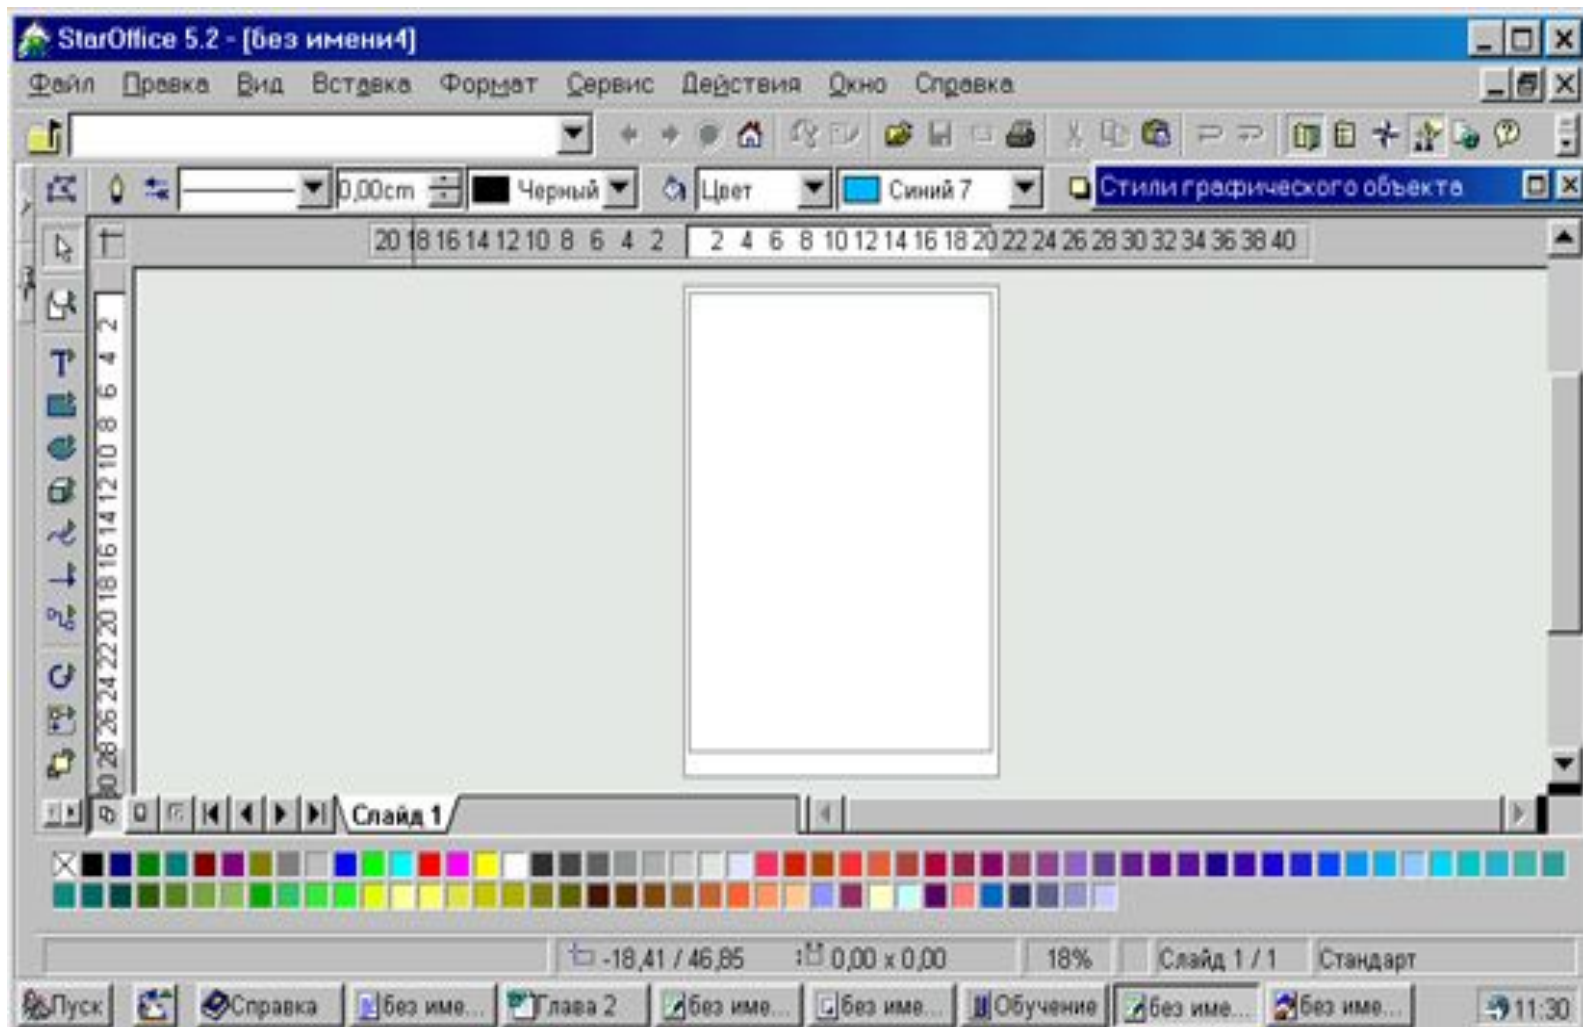 StarOffice 5.2 - [без имени4]
Файл Правка Вид Вставка Формат Сервис Действия Окно Справка
0,00cm Черный Цвет Синий 7 Стили графического объекта
20 18 16 14 12 10 8 6 4 2 2 4 6 8 10 12 14 16 18 20 22 24 26 28 30 32 34 36 38 40
2 4 6 8 10 12 14 16 18 20 22 24 26 28 30
Слайд 1
-18,41 / 46,85 0,00 x 0,00 18% Слайд 1 / 1 Стандарт
Пуск Справка без име... Глава 2 без име... без име... Обучение без име... без име... 11:30